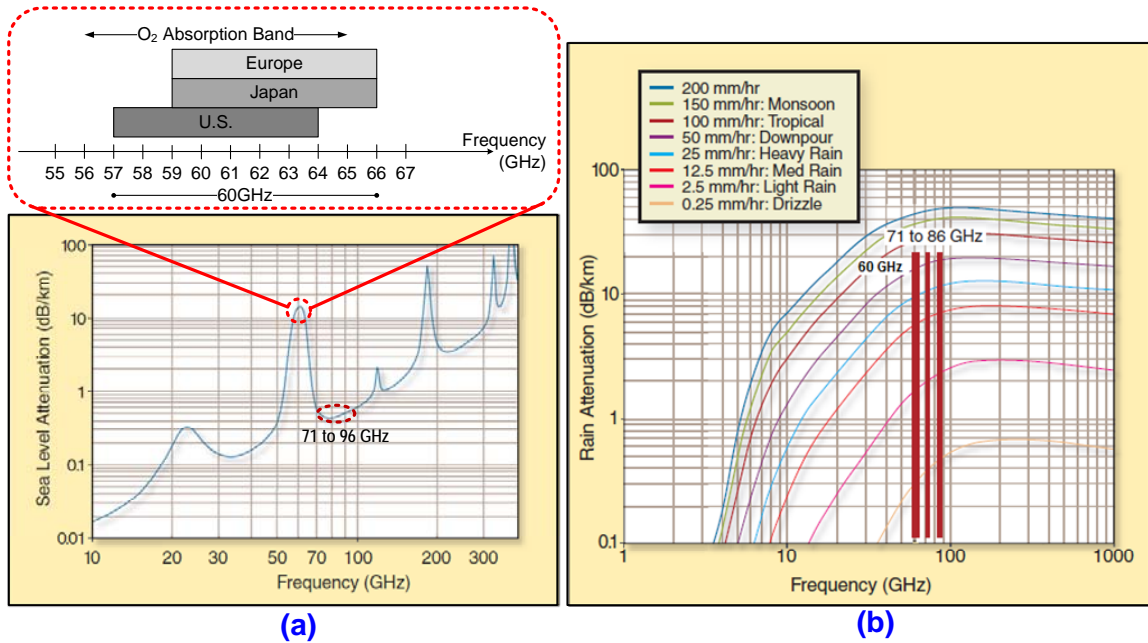 O₂ Absorption Band
Europe
Japan
U.S.
Frequency
(GHz)
55 56 57 58 59 60 61 62 63 64 65 66 67
60GHz
Sea Level Attenuation (dB/km)
100
10
1
0.1
0.01
71 to 96 GHz
10 20 30 50 70 100 200 300
Frequency (GHz)
(a)
200 mm/hr
150 mm/hr: Monsoon
100 mm/hr: Tropical
50 mm/hr: Downpour
25 mm/hr: Heavy Rain
12.5 mm/hr: Med Rain
2.5 mm/hr: Light Rain
0.25 mm/hr: Drizzle
Rain Attenuation (dB/km)
100
10
1
0.1
71 to 86 GHz
60 GHz
1 10 100 1000
Frequency (GHz)
(b)